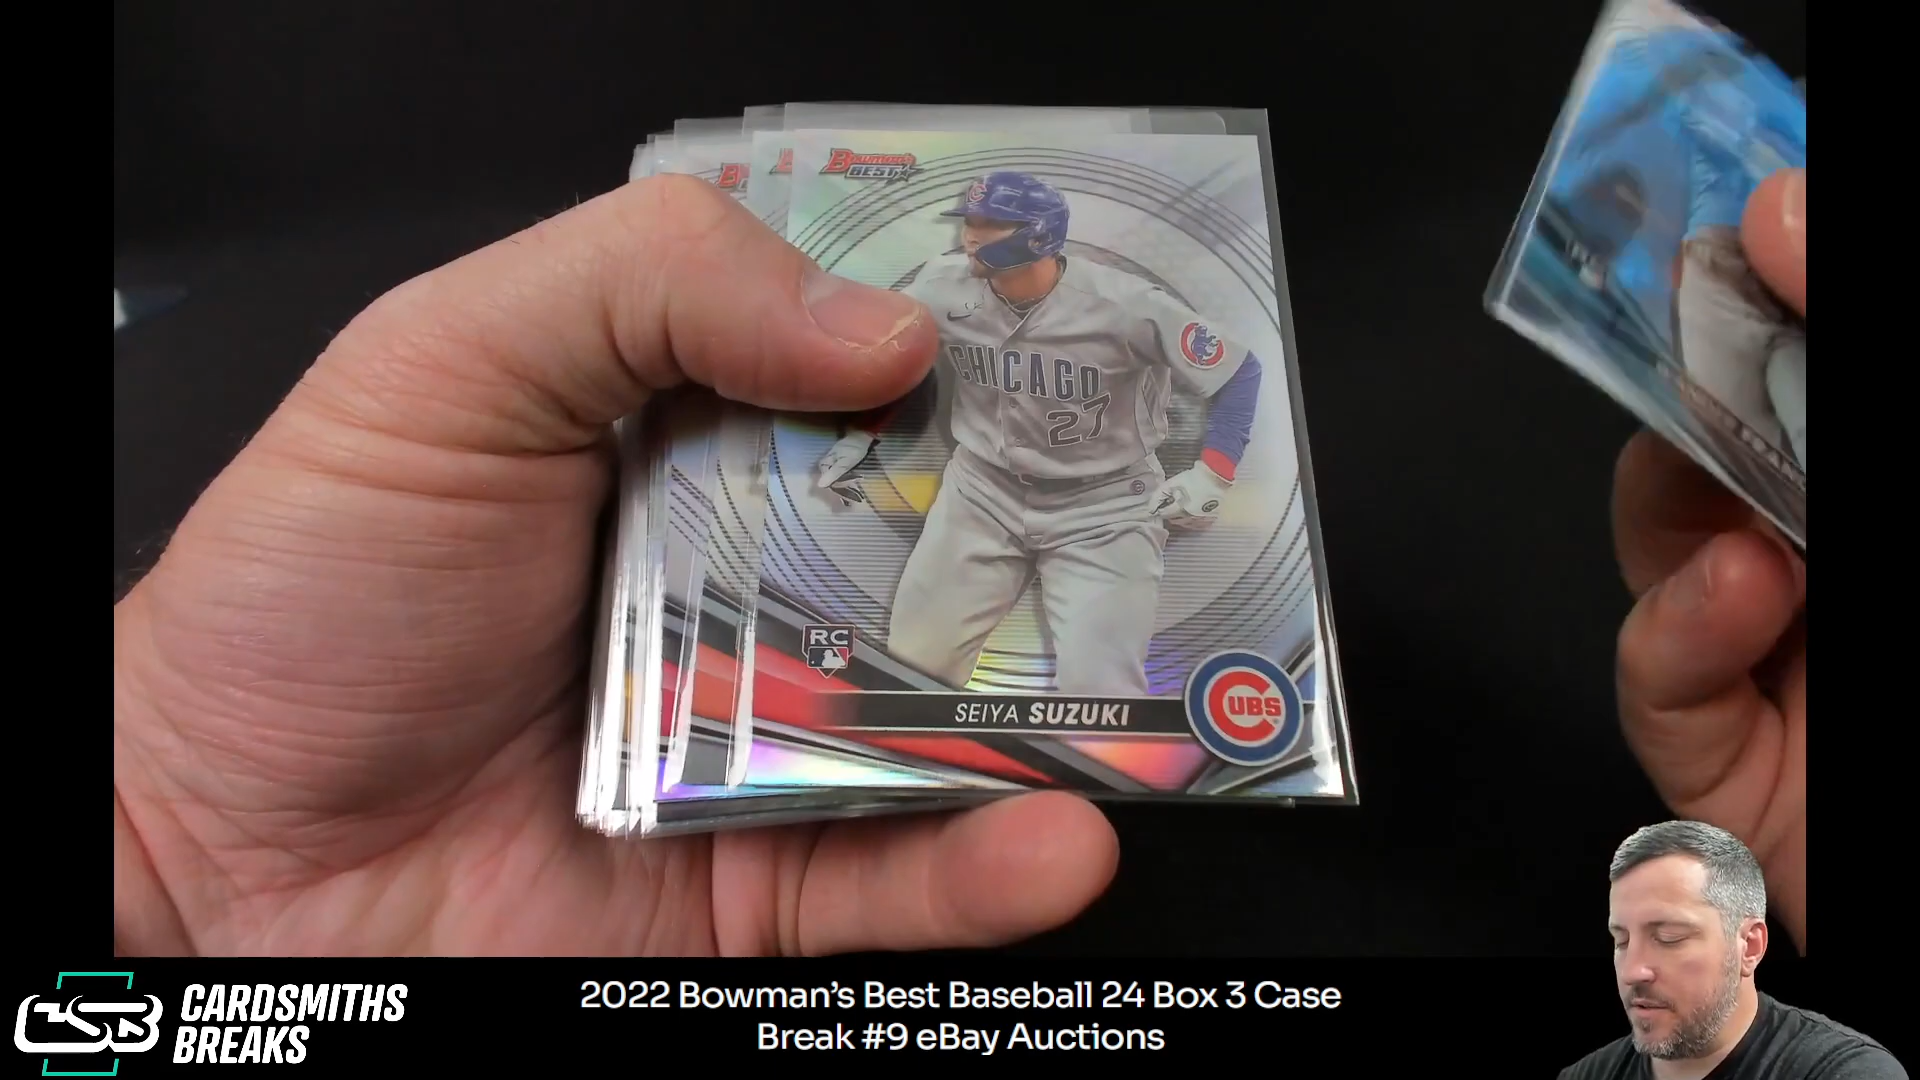 BOWMAN'S
BEST
CHICAGO
27
RC
SEIYA SUZUKI
CUBS
CARDSMITHS
BREAKS
2022 Bowman's Best Baseball 24 Box 3 Case
Break #9 eBay Auctions